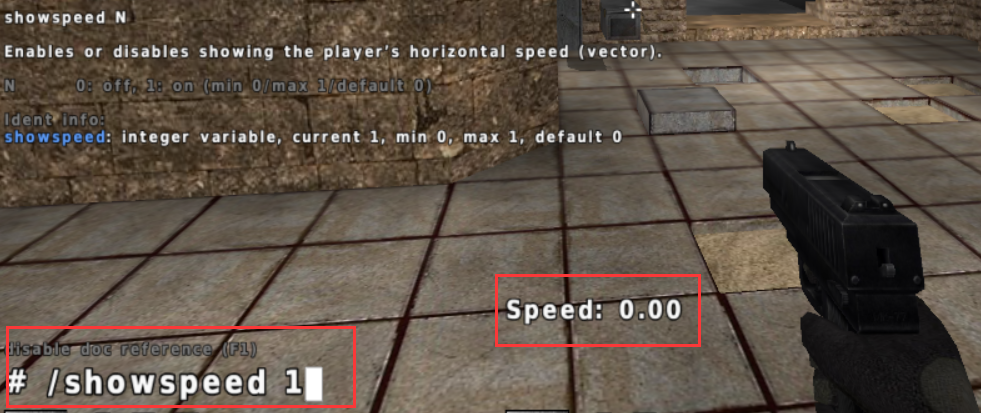 showspeed N
Enables or disables showing the player's horizontal speed (vector).
N 0: off, 1: on (min 0/max 1/default 0)
Ident info:
showspeed: integer variable, current 1, min 0, max 1, default 0
Speed: 0.00
disable doc reference (F1)
# /showspeed 1